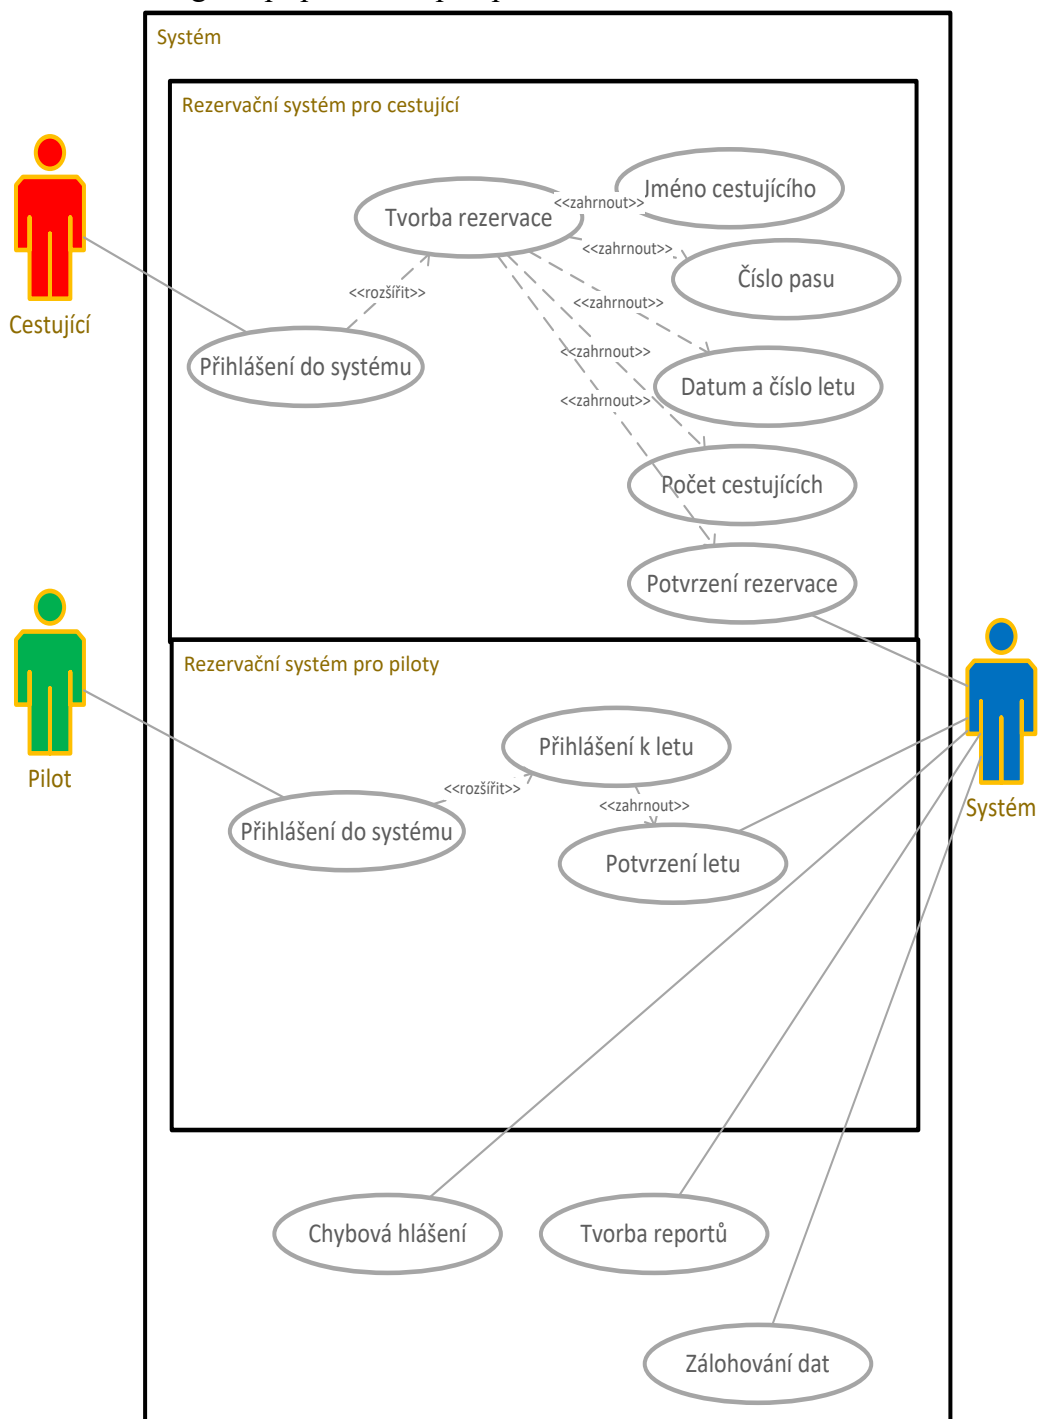 Systém
Rezervační systém pro cestující
Jméno cestujícího
<<zahrnout>>
Tvorba rezervace
<<zahrnout>>
Číslo pasu
<<rozšířit>>
<<zahrnout>>
Cestující
<<zahrnout>>
Přihlášení do systému
Datum a číslo letu
<<zahrnout>>
Počet cestujících
Potvrzení rezervace
Rezervační systém pro piloty
Přihlášení k letu
Pilot
<<rozšířit>>
<<zahrnout>>
Systém
Přihlášení do systému
Potvrzení letu
Chybová hlášení
Tvorba reportů
Zálohování dat